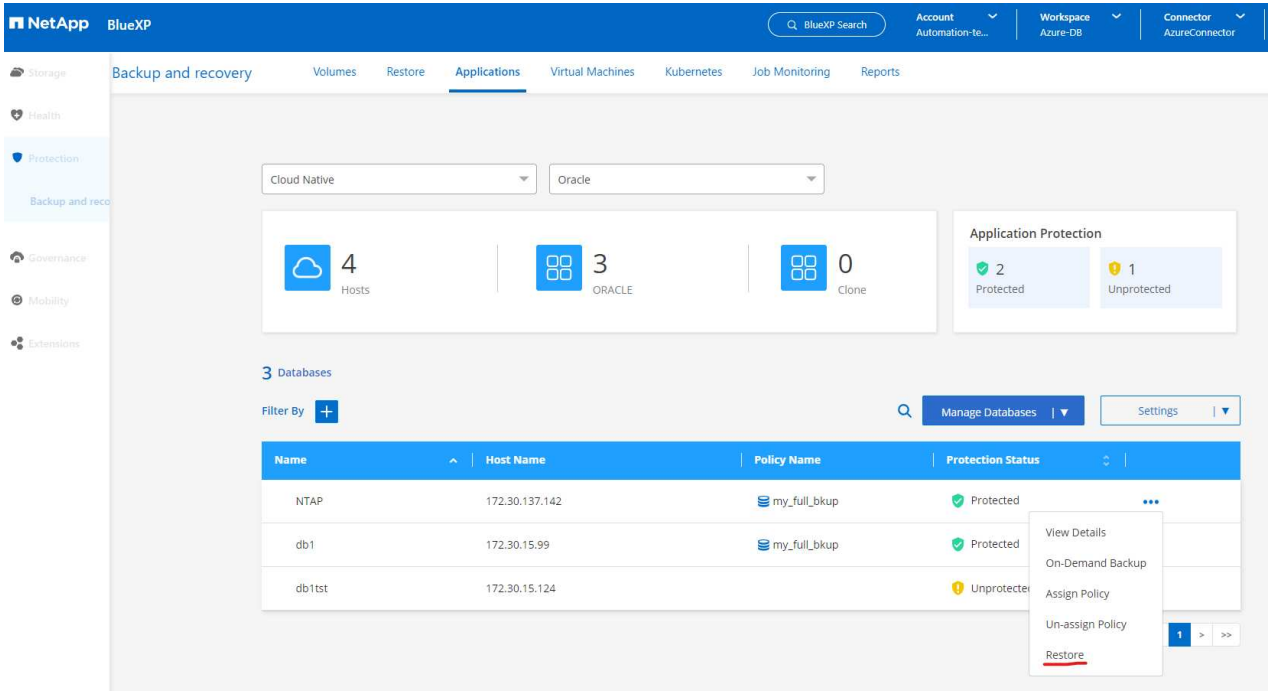 NetApp BlueXP
BlueXP Search
Account
Automation-te...
Workspace
Azure-DB
Connector
AzureConnector
Storage
Health
Protection
Backup and reco
Governance
Mobility
Extensions
Backup and recovery
Volumes Restore Applications Virtual Machines Kubernetes Job Monitoring Reports
Cloud Native Oracle
4
Hosts
3
ORACLE
0
Clone
Application Protection
2
Protected
1
Unprotected
3 Databases
Filter By +
Manage Databases
Settings
Name Host Name Policy Name Protection Status
NTAP 172.30.137.142 my_full_bkup Protected
db1 172.30.15.99 my_full_bkup Protected
db1tst 172.30.15.124 Unprotected
View Details
On-Demand Backup
Assign Policy
Un-assign Policy
Restore
1 > >>